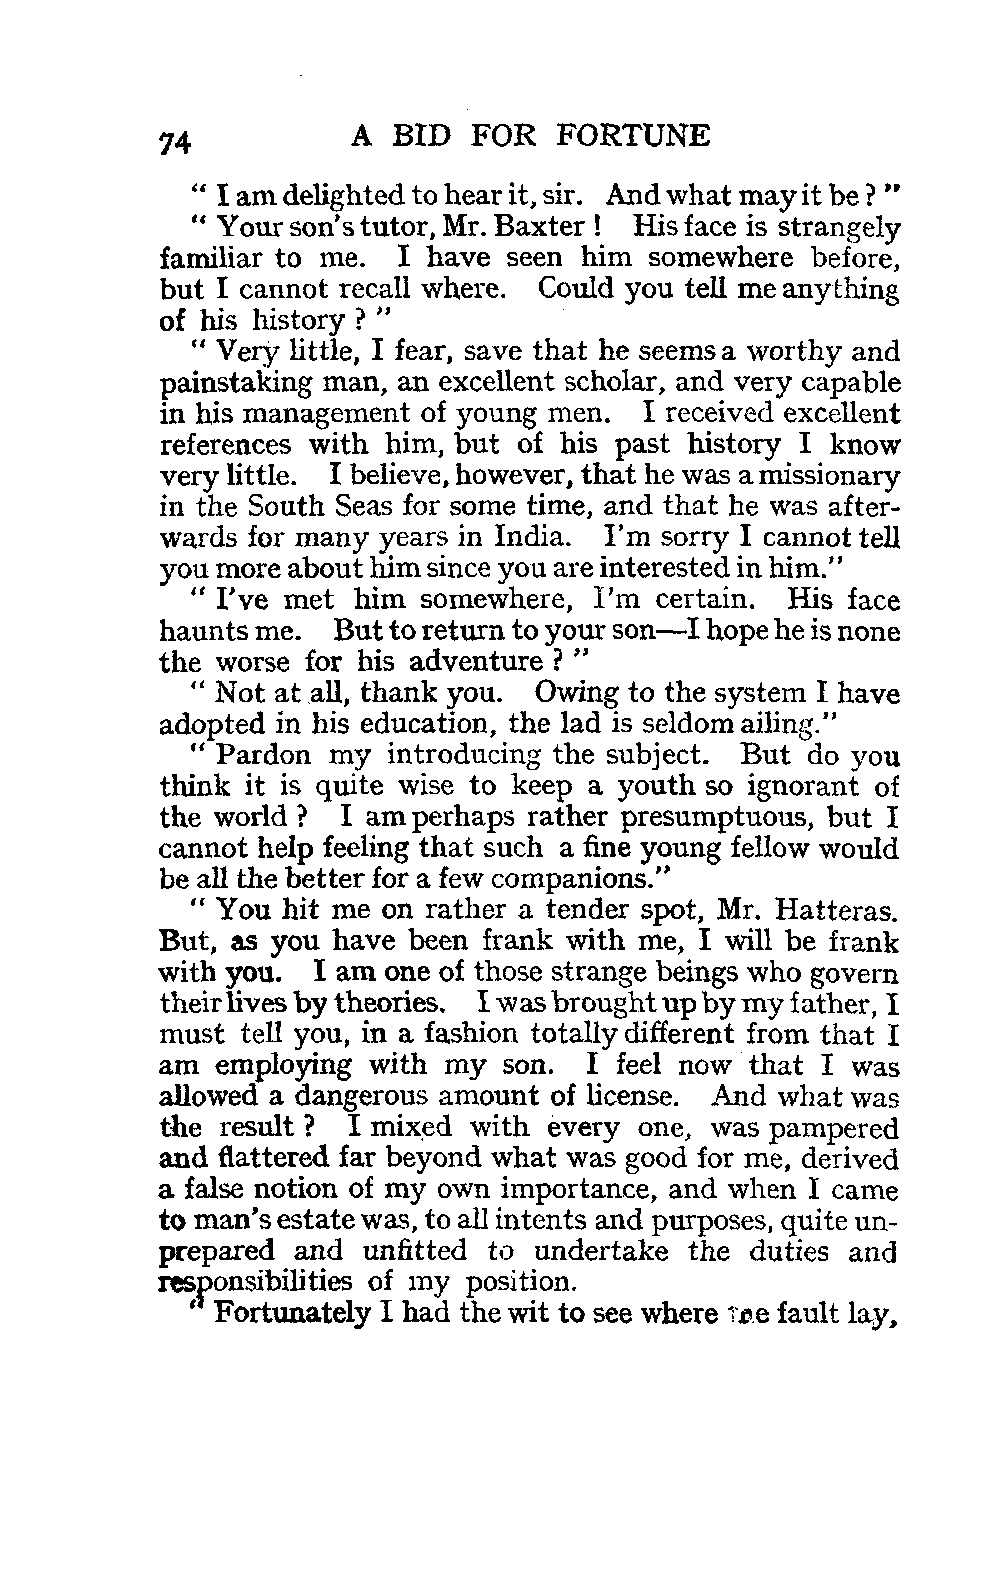 74 A BID FOR FORTUNE
“ I am delighted to hear it, sir. And what may it be ? ”
“ Your son's tutor, Mr. Baxter ! His face is strangely
familiar to me. I have seen him somewhere before,
but I cannot recall where. Could you tell me anything
of his history ? ”
“ Very little, I fear, save that he seems a worthy and
painstaking man, an excellent scholar, and very capable
in his management of young men. I received excellent
references with him, but of his past history I know
very little. I believe, however, that he was a missionary
in the South Seas for some time, and that he was after-
wards for many years in India. I'm sorry I cannot tell
you more about him since you are interested in him.”
“ I've met him somewhere, I'm certain. His face
haunts me. But to return to your son—I hope he is none
the worse for his adventure ? ”
“ Not at all, thank you. Owing to the system I have
adopted in his education, the lad is seldom ailing.”
“ Pardon my introducing the subject. But do you
think it is quite wise to keep a youth so ignorant of
the world ? I am perhaps rather presumptuous, but I
cannot help feeling that such a fine young fellow would
be all the better for a few companions.”
“ You hit me on rather a tender spot, Mr. Hatteras.
But, as you have been frank with me, I will be frank
with you. I am one of those strange beings who govern
their lives by theories. I was brought up by my father, I
must tell you, in a fashion totally different from that I
am employing with my son. I feel now that I was
allowed a dangerous amount of license. And what was
the result ? I mixed with every one, was pampered
and flattered far beyond what was good for me, derived
a false notion of my own importance, and when I came
to man's estate was, to all intents and purposes, quite un-
prepared and unfitted to undertake the duties and
responsibilities of my position.
“ Fortunately I had the wit to see where the fault lay,